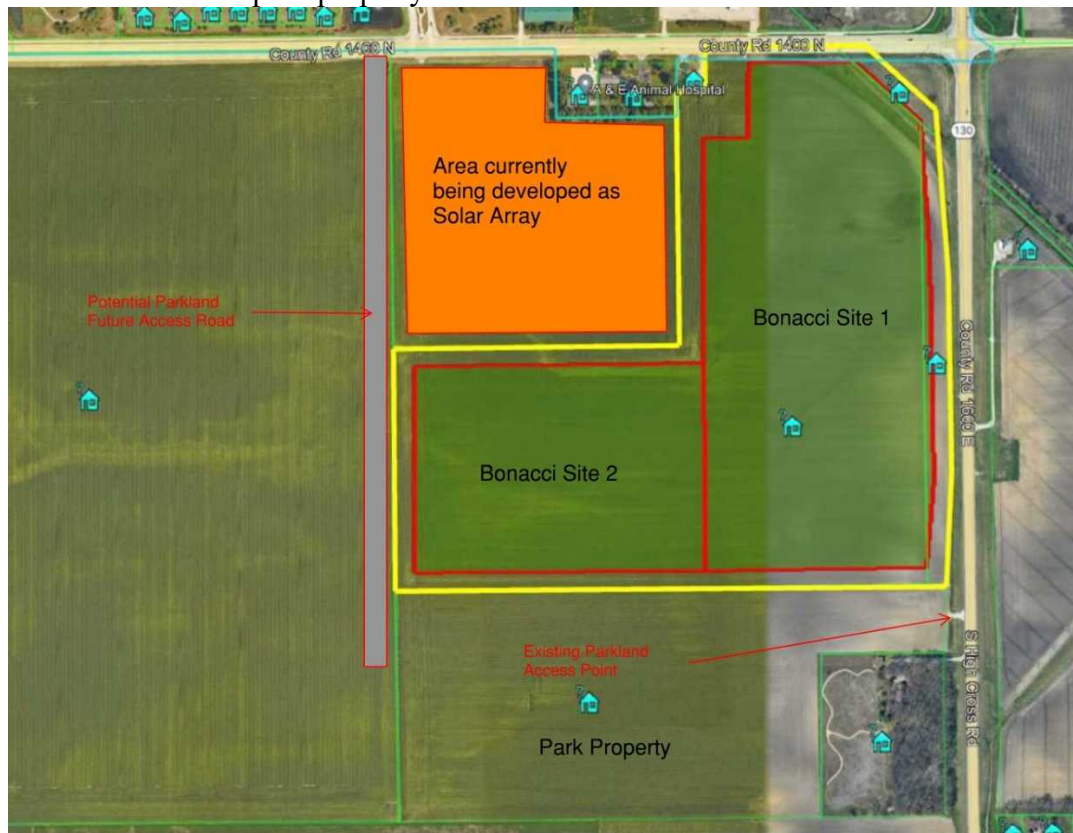 County Rd 1400 N
County Rd 1400 N
A & E Animal Hospital
130
Area currently
being developed as
Solar Array
Potential Parkland
Future Access Road
Bonacci Site 1
County Rd 1600 E
Bonacci Site 2
Existing Parkland
Access Point
S High Cross Rd
Park Property